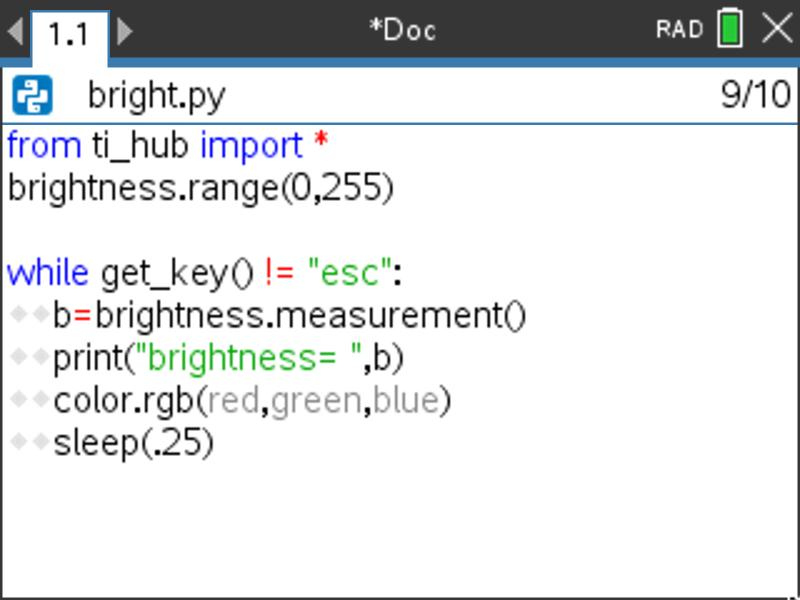 1.1
*Doc
RAD
bright.py
9/10
from ti_hub import *
brightness.range(0,255)
while get_key() != "esc":
b=brightness.measurement()
print("brightness= ",b)
color.rgb(red,green,blue)
sleep(.25)